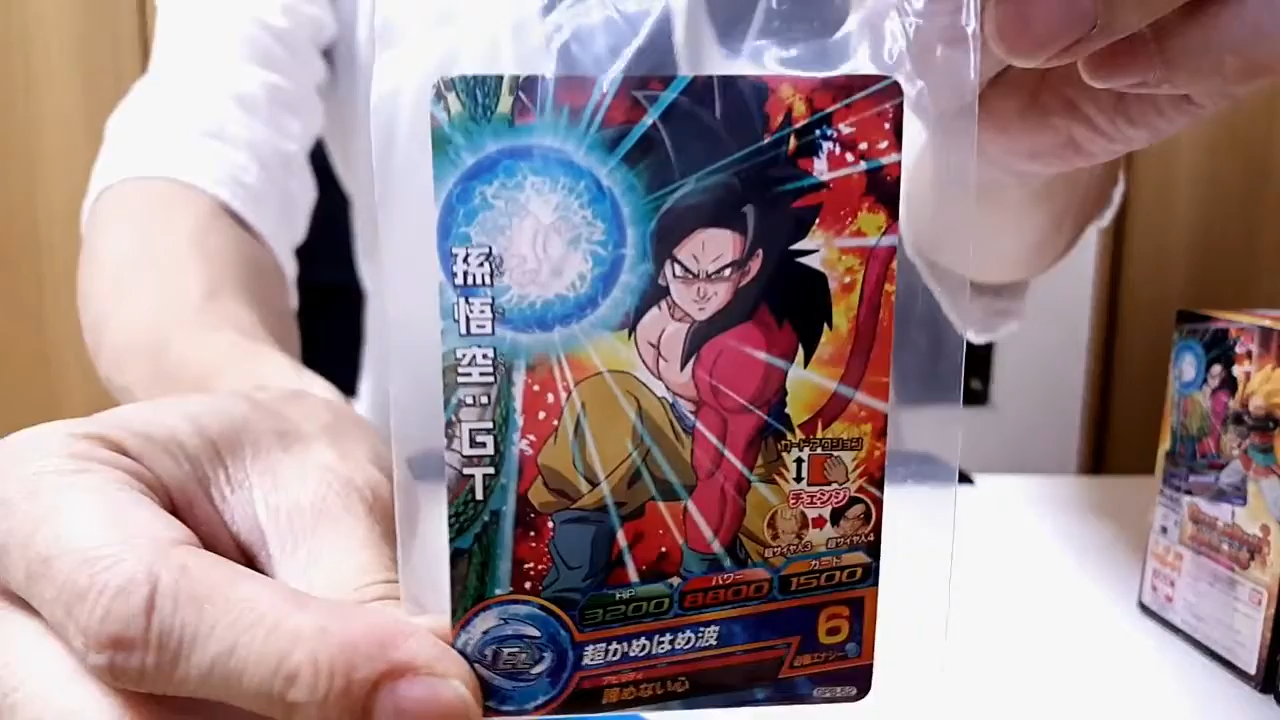 孫悟空:GT
カードアクション
チェンジ
超サイヤ人3
超サイヤ人4
HP
3200
パワー
8800
ガード
1500
超かめはめ波
6
必要エナジー
アビリティ
諦めない心
GPB-52